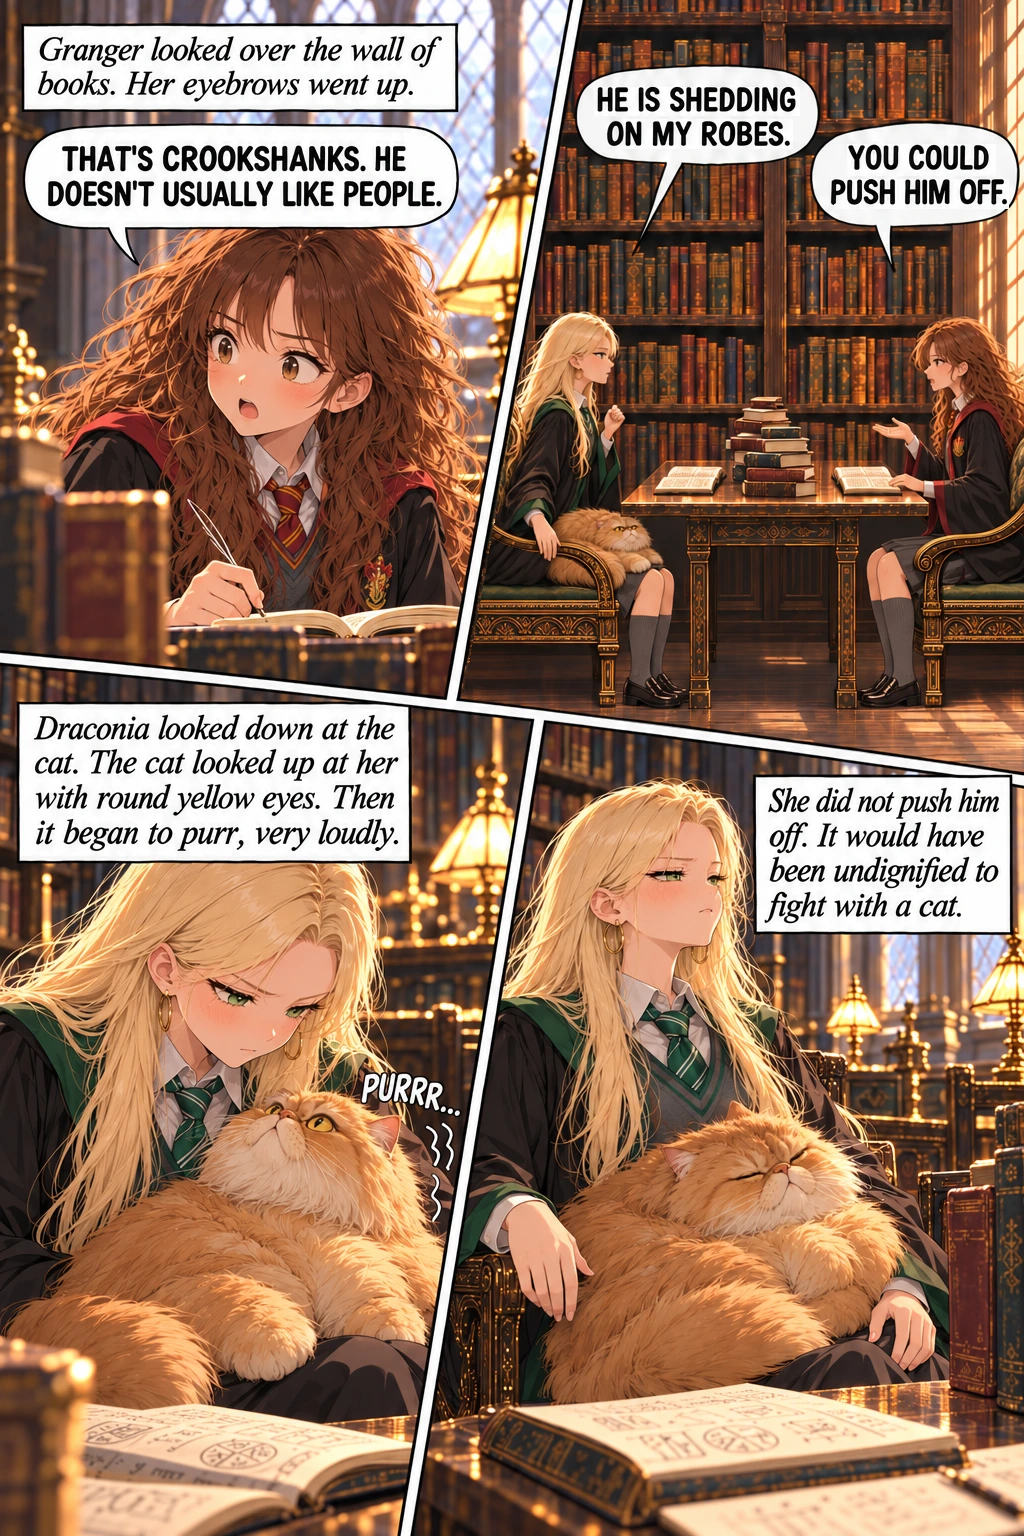 Granger looked over the wall of
books. Her eyebrows went up.
THAT'S CROOKSHANKS. HE
DOESN'T USUALLY LIKE PEOPLE.
HE IS SHEDDING
ON MY ROBES.
YOU COULD
PUSH HIM OFF.
Draconia looked down at the
cat. The cat looked up at her
with round yellow eyes. Then
it began to purr, very loudly.
PURRR...
She did not push him
off. It would have
been undignified to
fight with a cat.